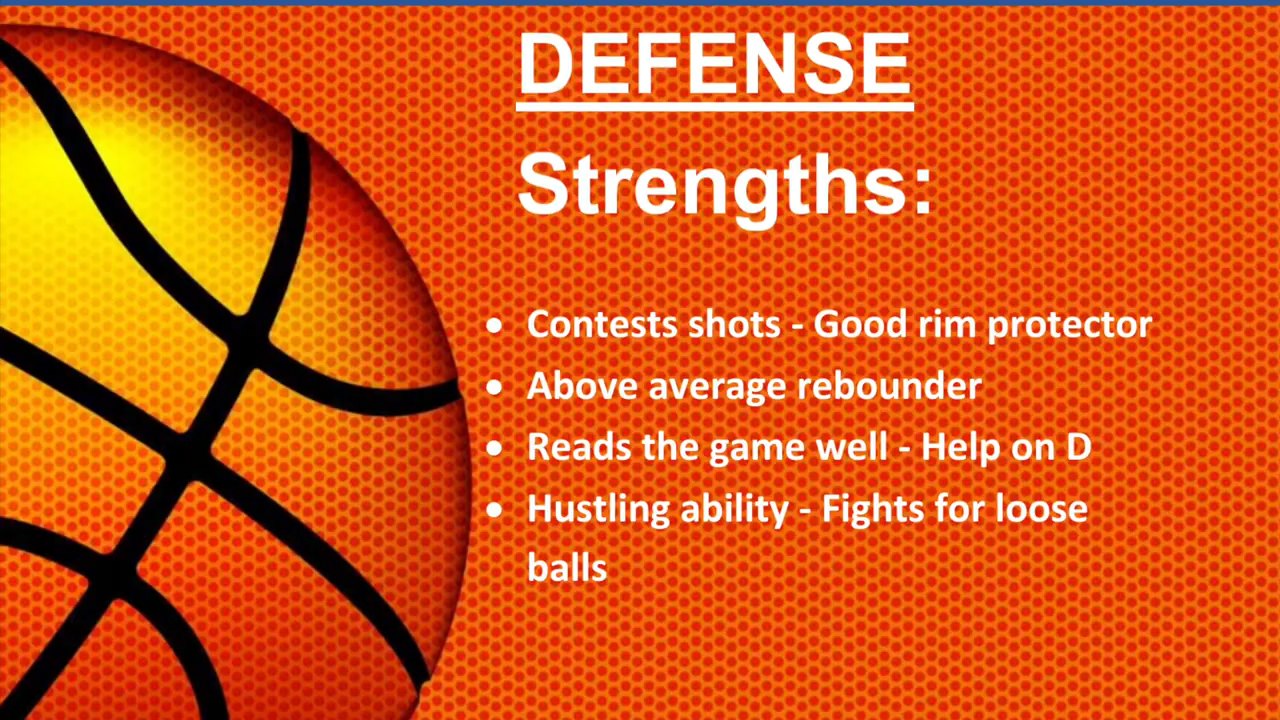 DEFENSE
Strengths:
• Contests shots - Good rim protector
• Above average rebounder
• Reads the game well - Help on D
• Hustling ability - Fights for loose
balls